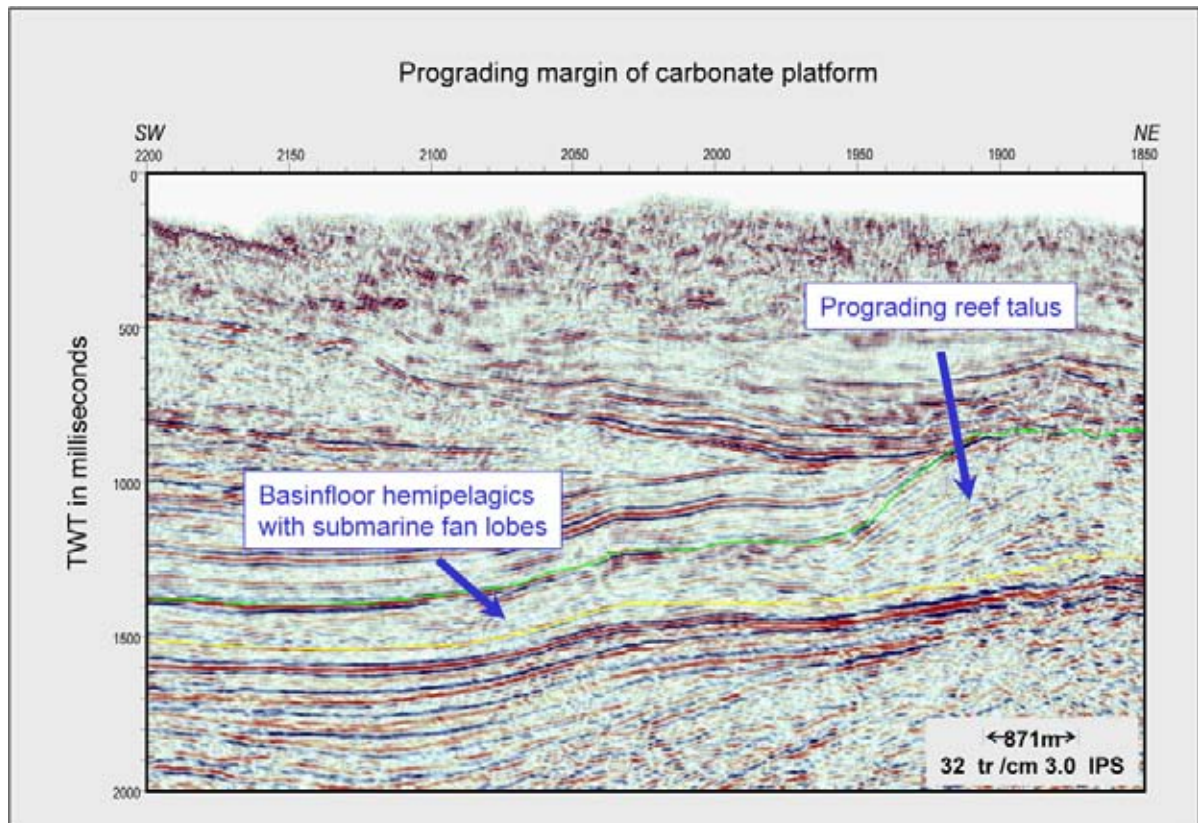 Prograding margin of carbonate platform
SW NE
2200 2150 2100 2050 2000 1950 1900 1850
0
Prograding reef talus
500
TWT in milliseconds
1000
Basinfloor hemipelagics
with submarine fan lobes
1500
871m
32 tr /cm 3.0 IPS
2000